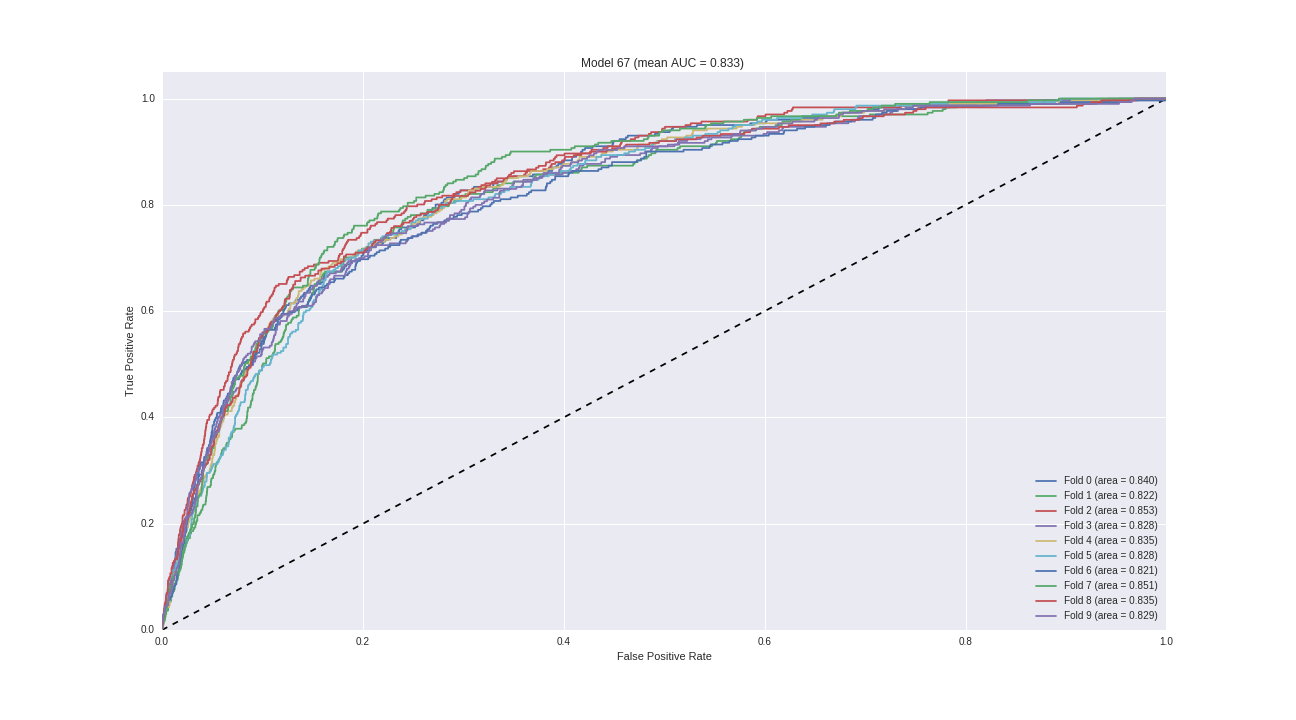 Model 67 (mean AUC = 0.833)
True Positive Rate
1.0
0.8
0.6
0.4
0.2
0.0
0.0 0.2 0.4 0.6 0.8 1.0
False Positive Rate
Fold 0 (area = 0.840)
Fold 1 (area = 0.822)
Fold 2 (area = 0.853)
Fold 3 (area = 0.828)
Fold 4 (area = 0.835)
Fold 5 (area = 0.828)
Fold 6 (area = 0.821)
Fold 7 (area = 0.851)
Fold 8 (area = 0.835)
Fold 9 (area = 0.829)